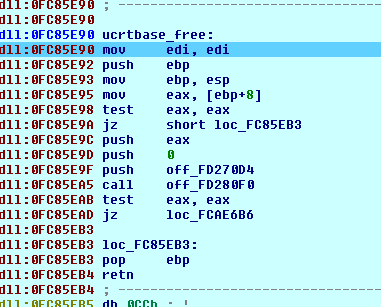 dll:0FC85E90 ; ---------------------------------------
dll:0FC85E90
dll:0FC85E90 ucrtbase_free:
dll:0FC85E90 mov edi, edi
dll:0FC85E92 push ebp
dll:0FC85E93 mov ebp, esp
dll:0FC85E95 mov eax, [ebp+8]
dll:0FC85E98 test eax, eax
dll:0FC85E9A jz short loc_FC85EB3
dll:0FC85E9C push eax
dll:0FC85E9D push 0
dll:0FC85E9F push off_FD270D4
dll:0FC85EA5 call off_FD280F0
dll:0FC85EAB test eax, eax
dll:0FC85EAD jz loc_FCAE6B6
dll:0FC85EB3
dll:0FC85EB3 loc_FC85EB3:
dll:0FC85EB3 pop ebp
dll:0FC85EB4 retn
dll:0FC85EB4 ; ---------------------------------------
dll:0FC85EB5 db 0CCh ; !